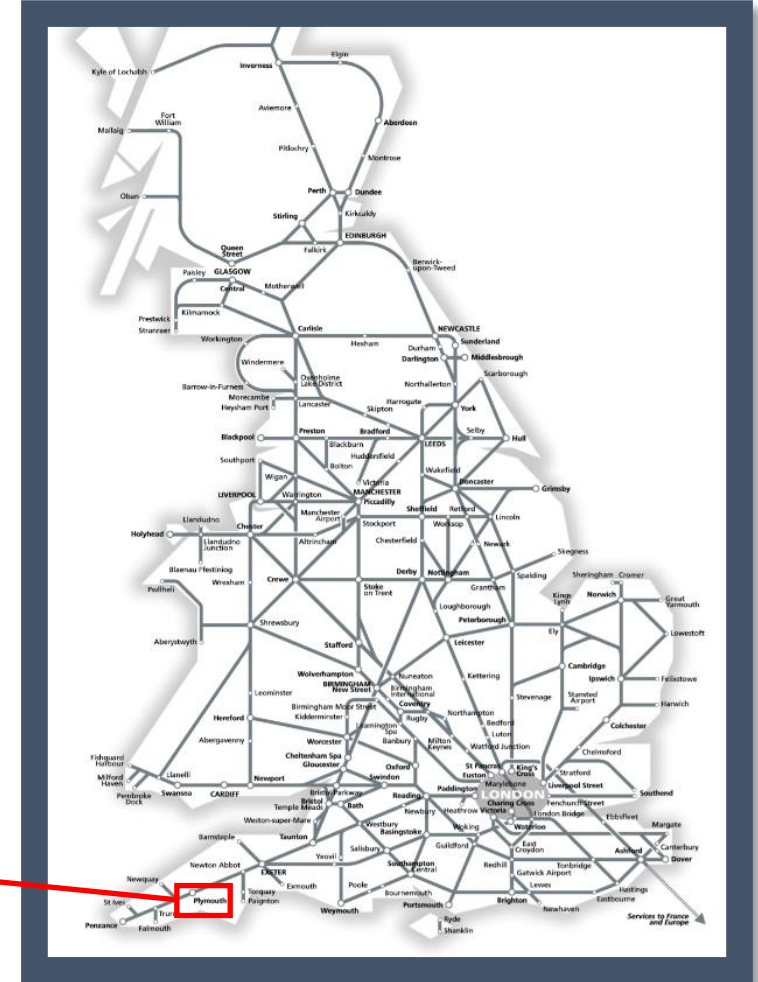 Elgin
Inverness
Kyle of Lochalsh
Aviemore
Fort
William
Aberdeen
Mallaig
Pitlochry
Montrose
Perth
Dundee
Oban
Kirkcaldy
Stirling
EDINBURGH
Queen
Street
Falkirk
Berwick-
upon-Tweed
Paisley
GLASGOW
Central
Motherwell
Kilmarnock
Prestwick
Stranraer
Carlisle
NEWCASTLE
Workington
Hexham
Sunderland
Durham
Darlington
Middlesbrough
Windermere
Scarborough
Oxenholme
Lake District
Northallerton
Barrow-in-Furness
Morecambe
Heysham Port
Lancaster
Harrogate
York
Skipton
Blackpool
Preston
Bradford
Selby
Blackburn
LEEDS
Hull
Huddersfield
Southport
Bolton
Wakefield
Wigan
Victoria
Doncaster
LIVERPOOL
Warrington
MANCHESTER
Piccadilly
Grimsby
Manchester
Airport
Sheffield
Retford
Llandudno
Chester
Stockport
Worksop
Lincoln
Holyhead
Llandudno
Junction
Altrincham
Chesterfield
Newark
Skegness
Blaenau Ffestiniog
Wrexham
Crewe
Stoke
on Trent
Derby
Nottingham
Grantham
Spalding
Sheringham
Cromer
Pwllheli
Kings
Lynn
Norwich
Great
Yarmouth
Loughborough
Peterborough
Shrewsbury
Ely
Lowestoft
Aberystwyth
Stafford
Leicester
Wolverhampton
Cambridge
BIRMINGHAM
New Street
Nuneaton
Kettering
Ipswich
Felixstowe
Birmingham
International
Leominster
Stevenage
Stansted
Airport
Harwich
Birmingham Moor Street
Coventry
Kidderminster
Rugby
Northampton
Hereford
Leamington
Spa
Bedford
Colchester
Abergavenny
Worcester
Banbury
Milton
Keynes
Luton
Watford Junction
Chelmsford
Cheltenham Spa
Gloucester
Oxford
St Pancras
Euston
King's
Cross
Stratford
Fishguard
Harbour
Llanelli
Newport
Swindon
Marylebone
Liverpool Street
Milford
Haven
Pembroke
Dock
Swansea
CARDIFF
Bristol Parkway
Reading
Paddington
LONDON
Southend
Bristol
Temple Meads
Bath
Newbury
Heathrow
Charing Cross
Victoria
Fenchurch Street
London Bridge
Ebbsfleet
Weston-super-Mare
Westbury
Basingstoke
Woking
Waterloo
Margate
Barnstaple
Taunton
Salisbury
Guildford
East
Croydon
Canterbury
Yeovil
Redhill
Tonbridge
Ashford
Dover
Newton Abbot
EXETER
Southampton
Central
Gatwick Airport
Newquay
Exmouth
Poole
Lewes
Hastings
St Ives
Plymouth
Torquay
Paignton
Bournemouth
Portsmouth
Brighton
Newhaven
Eastbourne
Weymouth
Penzance
Falmouth
Ryde
Shanklin
Services to France
and Europe